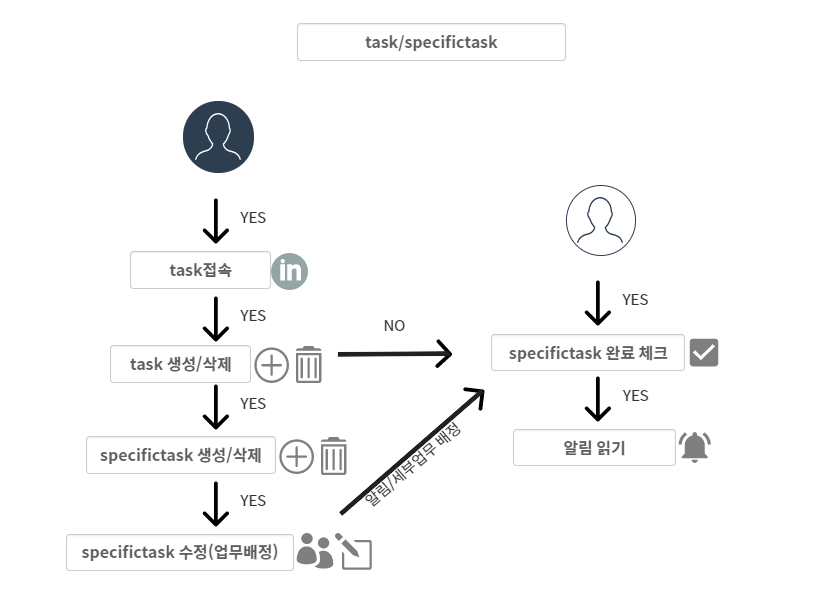 task/specifictask
YES
task접속
in
YES
task 생성/삭제
NO
YES
specifictask 생성/삭제
YES
specifictask 수정(업무배정)
알림/세부업무 배정
YES
specifictask 완료 체크
YES
알림 읽기